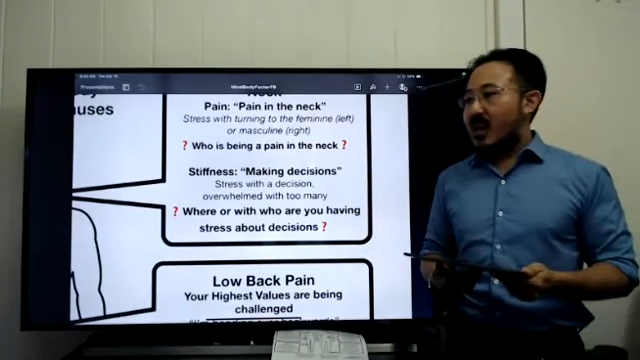 Presentations
MindBodyFactorFB
uses
Neck
Pain: "Pain in the neck"
Stress with turning to the feminine (left)
or masculine (right)
❓ Who is being a pain in the neck ❓
Stiffness: "Making decisions"
Stress with a decision,
overwhelmed with too many
❓ Where or with who are you having
stress about decisions ❓
Low Back Pain
Your Highest Values are being
challenged